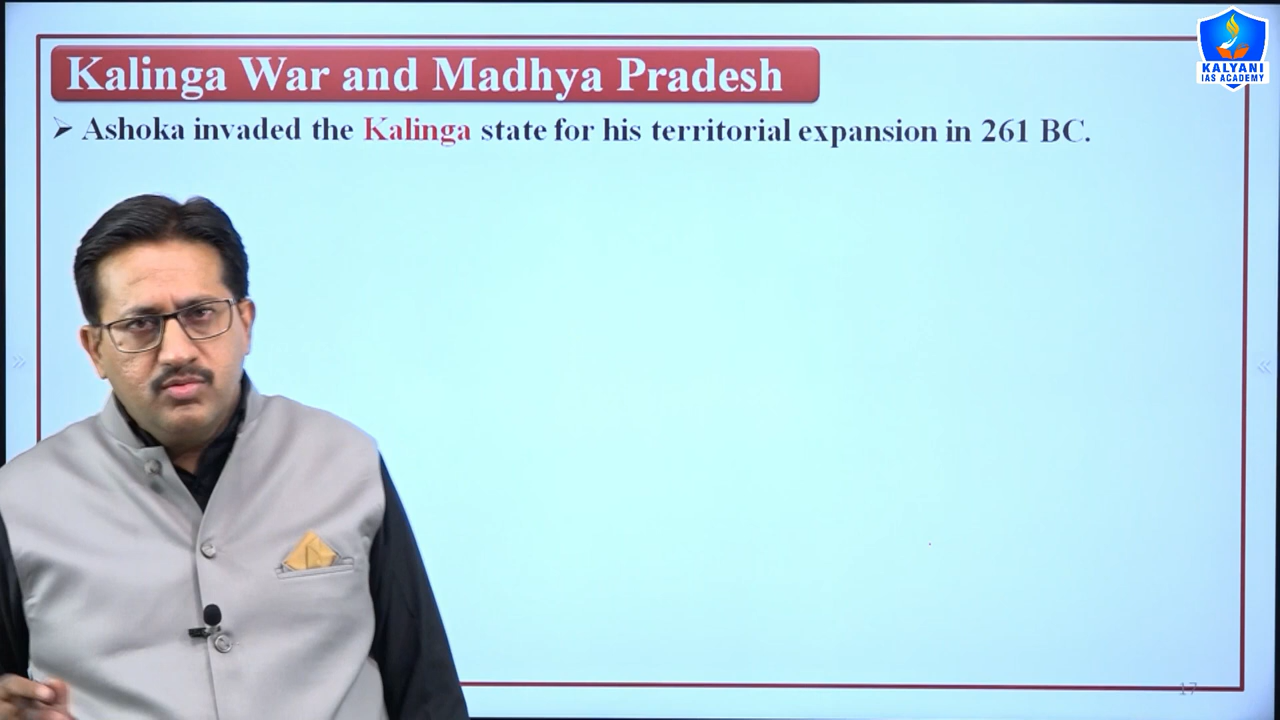 KALYANI
IAS ACADEMY
Kalinga War and Madhya Pradesh
➢ Ashoka invaded the Kalinga state for his territorial expansion in 261 BC.
17